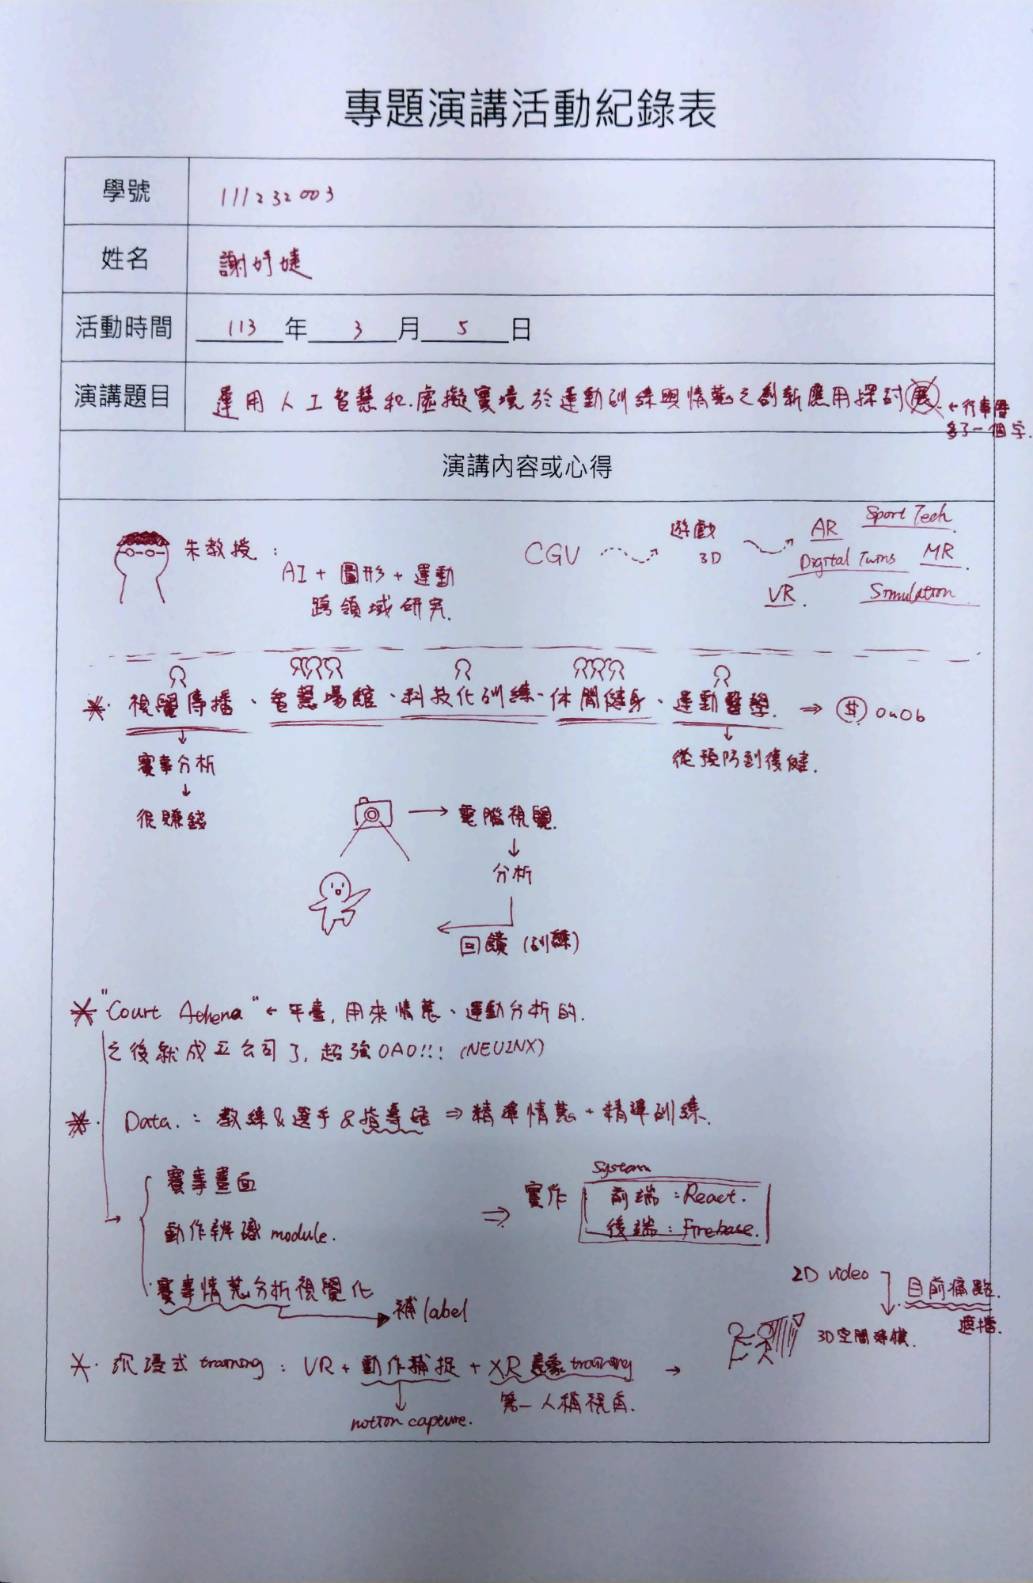 專題演講活動紀錄表
學號 111232003
姓名 謝妤婕
活動時間 113 年 3 月 5 日
演講題目 運用人工智慧和虛擬實境於運動訓練與情蒐之創新應用探討展 ←行事曆
多了一個字.
演講內容或心得
朱教授:
AI + 圖形 + 運動
跨領域研究.
CGV
遊戲
3D
AR Sport Tech.
Digital Twins MR.
VR. Simulation
* 視覺傳播、智慧場館、科技化訓練、休閒健身、運動醫學. ⇒ $ OuOb
↓
賽事分析
↓
很賺錢
↓
從預防到復健.
→ 電腦視覺.
↓
分析
回饋 (訓練)
* "Court Athena" ← 平臺, 用來情蒐、運動分析的.
之後就成立公司了, 超強 OAO!!! (NEUINX)
* Data. : 教練 & 選手 & ⇒ 精準情蒐 + 精準訓練.
→ 賽事畫面
動作辨識 module.
賽事情蒐分析視覺化
→ 補 label
⇒ 實作 System
前端 : React.
後端 : Firebase.
2D video 目前痛點.
↓ 遮擋.
3D空間建模.
* 沉浸式 training : VR + 動作捕捉 + XR 意象 training →
↓
motion capture.
第一人稱視角.